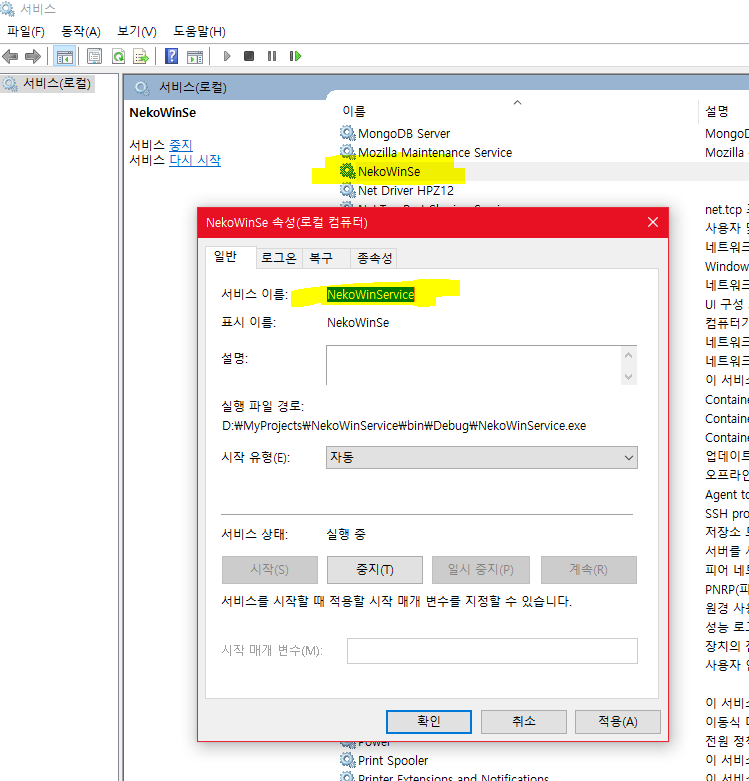 서비스
파일(F) 동작(A) 보기(V) 도움말(H)
서비스(로컬)
서비스(로컬)
NekoWinSe
서비스 중지
서비스 다시 시작
이름 설명
MongoDB Server MongoD
Mozilla Maintenance Service Mozilla
NekoWinSe
Net Driver HPZ12
net.tcp
NekoWinSe 속성(로컬 컴퓨터)
사용자 및
일반 로그온 복구 종속성
네트워크
Window
네트워크
서비스 이름: NekoWinService
UI 구성
표시 이름: NekoWinSe
컴퓨터가
네트워크
설명:
네트워크
이 서비스
실행 파일 경로:
Containe
D:₩MyProjects₩NekoWinService₩bin₩Debug₩NekoWinService.exe
Containe
Containe
시작 유형(E): 자동
업데이트
오프라인
Agent to
SSH pro
서비스 상태: 실행 중
저장소
서버를
시작(S) 중지(T) 일시 중지(P) 계속(R)
피어 네트
PNRP(피
서비스를 시작할 때 적용할 시작 매개 변수를 지정할 수 있습니다.
원경 사용
성능 로그
시작 매개 변수(M):
장치의
사용자
이 서비스
확인 취소 적용(A)
이동식
Power 전원 정책
Print Spooler 이 서비스
Printer Extensions and Notifications 이 서비스